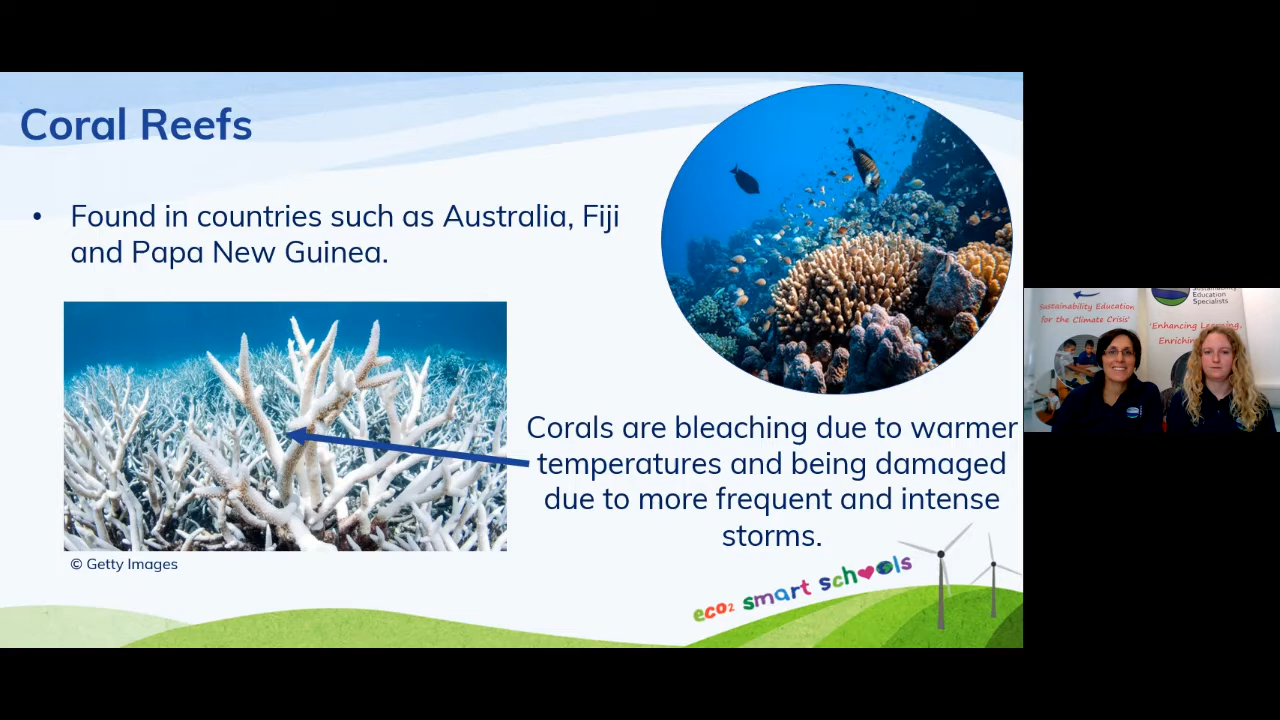 Coral Reefs
• Found in countries such as Australia, Fiji
and Papa New Guinea.
Corals are bleaching due to warmer
temperatures and being damaged
due to more frequent and intense
storms.
© Getty Images
eco2 smart schools
Sustainability Education
for the Climate Crisis'
Sustainability
Education
Specialists
'Enhancing Learning,